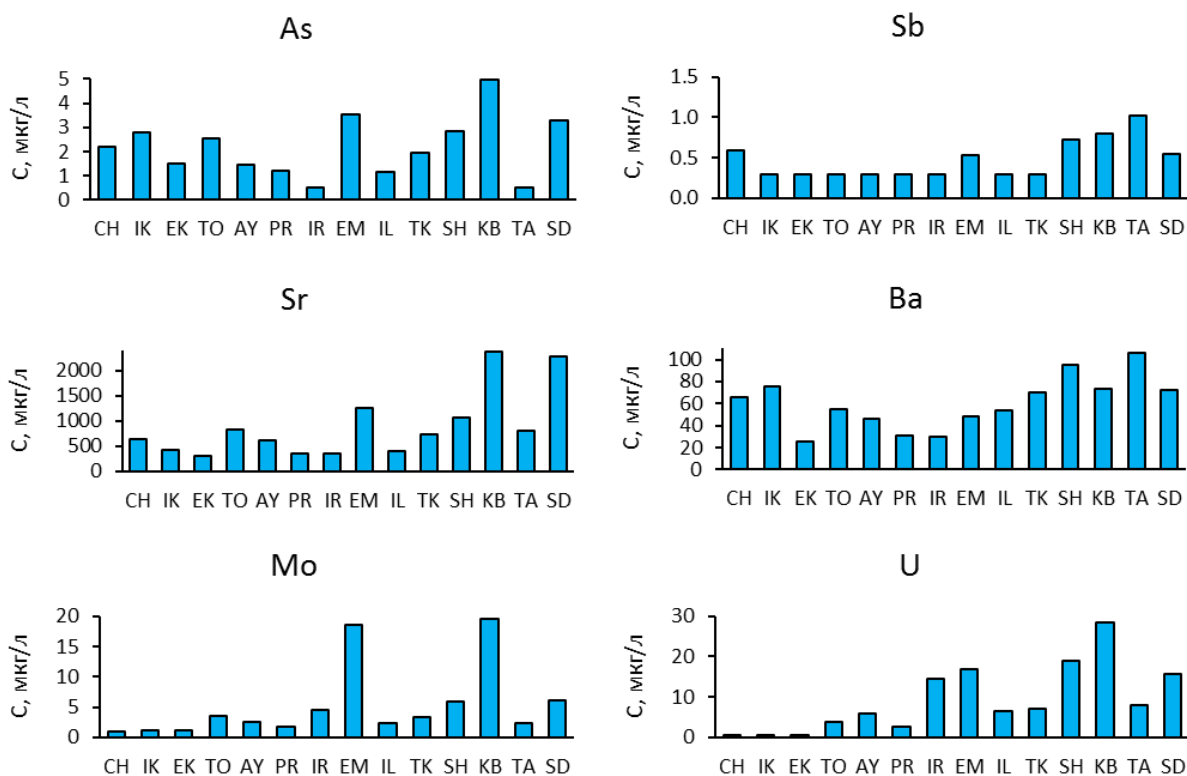 As
С, мкг/л
5
4
3
2
1
0
CH IK EK TO AY PR IR EM IL TK SH KB TA SD
Sb
С, мкг/л
1.5
1.0
0.5
0.0
CH IK EK TO AY PR IR EM IL TK SH KB TA SD
Sr
С, мкг/л
2000
1500
1000
500
0
CH IK EK TO AY PR IR EM IL TK SH KB TA SD
Ba
С, мкг/л
100
80
60
40
20
0
CH IK EK TO AY PR IR EM IL TK SH KB TA SD
Mo
С, мкг/л
20
15
10
5
0
CH IK EK TO AY PR IR EM IL TK SH KB TA SD
U
С, мкг/л
30
20
10
0
CH IK EK TO AY PR IR EM IL TK SH KB TA SD